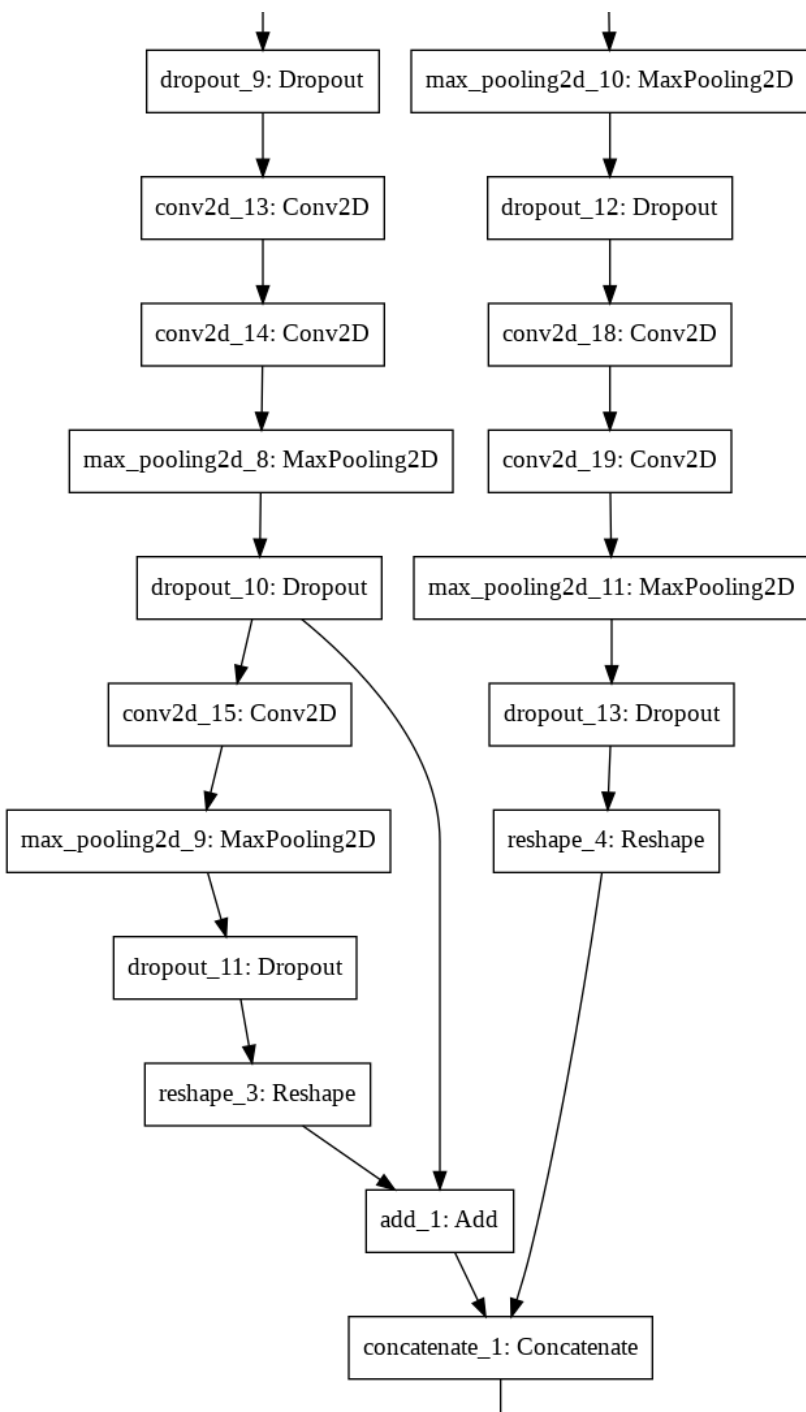 dropout_9: Dropout
max_pooling2d_10: MaxPooling2D
conv2d_13: Conv2D
dropout_12: Dropout
conv2d_14: Conv2D
conv2d_18: Conv2D
max_pooling2d_8: MaxPooling2D
conv2d_19: Conv2D
dropout_10: Dropout
max_pooling2d_11: MaxPooling2D
conv2d_15: Conv2D
dropout_13: Dropout
max_pooling2d_9: MaxPooling2D
reshape_4: Reshape
dropout_11: Dropout
reshape_3: Reshape
add_1: Add
concatenate_1: Concatenate